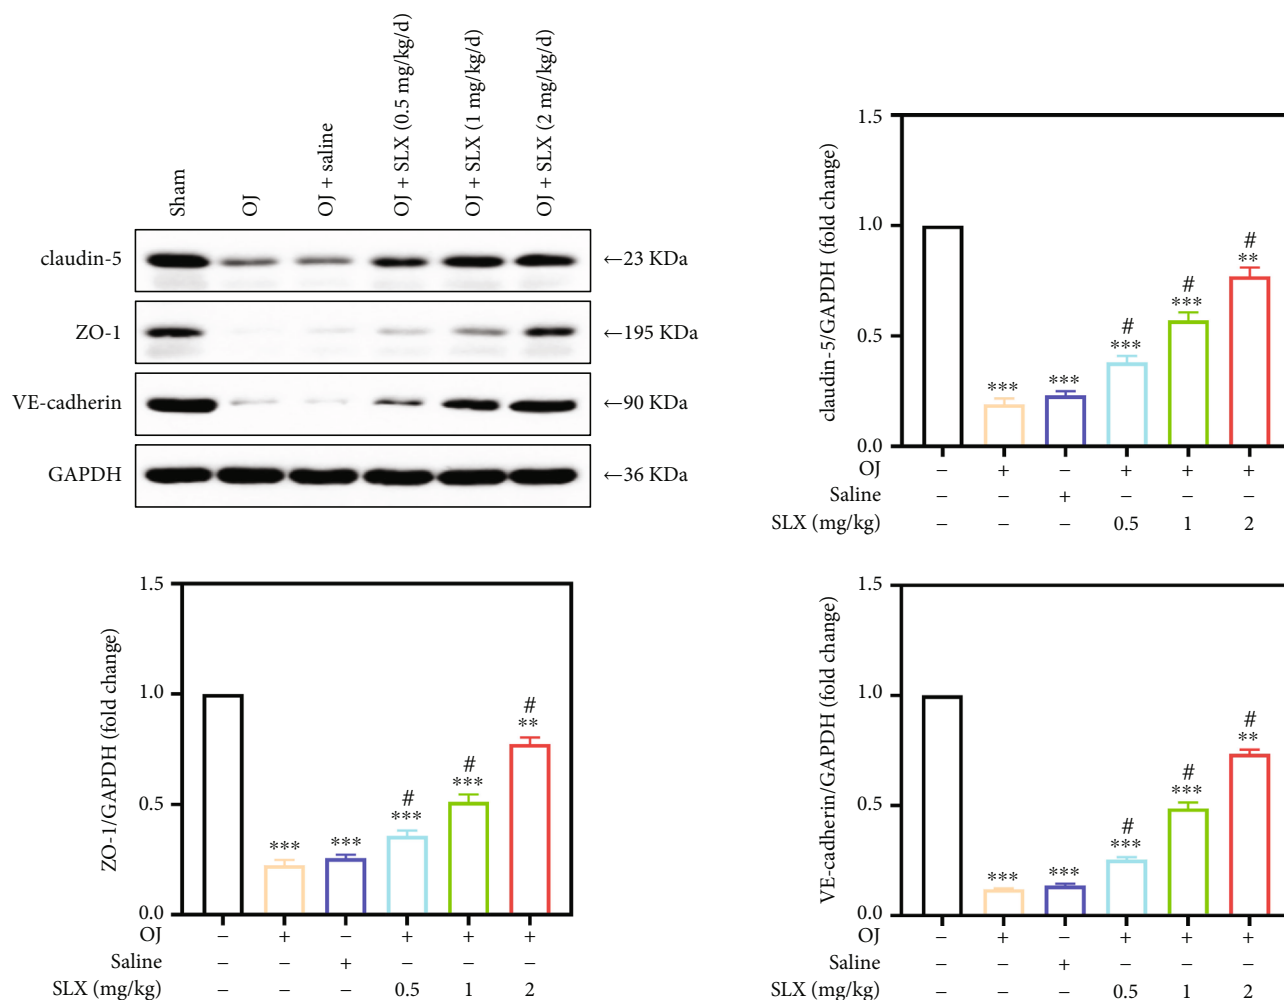 Sham
OJ
OJ + saline
OJ + SLX (0.5 mg/kg/d)
OJ + SLX (1 mg/kg/d)
OJ + SLX (2 mg/kg/d)
claudin-5 ←23 KDa
ZO-1 ←195 KDa
VE-cadherin ←90 KDa
GAPDH ←36 KDa
claudin-5/GAPDH (fold change)
1.5
1.0
0.5
0.0
*** *** *** *** **
# # #
OJ – + – + + +
Saline – – + – – –
SLX (mg/kg) – – – 0.5 1 2
ZO-1/GAPDH (fold change)
1.5
1.0
0.5
0.0
*** *** *** *** **
# # #
OJ – + – + + +
Saline – – + – – –
SLX (mg/kg) – – – 0.5 1 2
VE-cadherin/GAPDH (fold change)
1.5
1.0
0.5
0.0
*** *** *** *** **
# # #
OJ – + – + + +
Saline – – + – – –
SLX (mg/kg) – – – 0.5 1 2